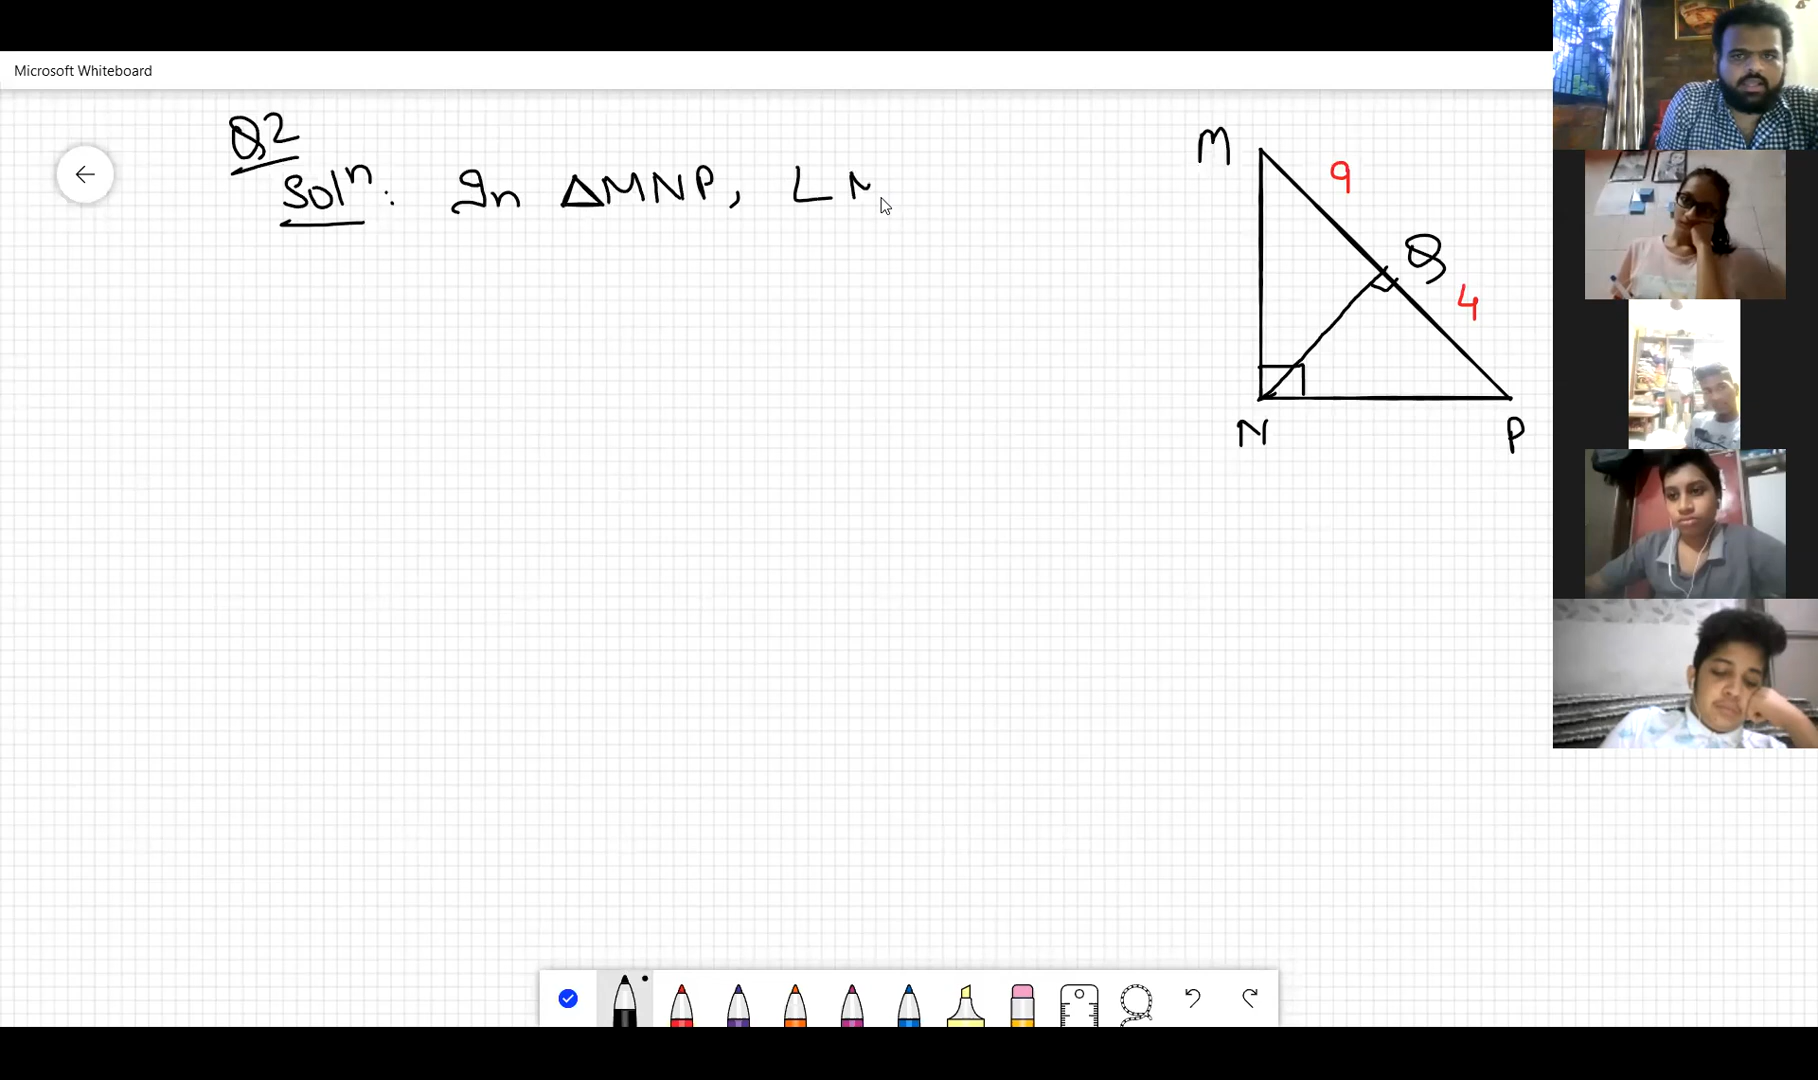 Microsoft Whiteboard
Q2
Solⁿ: In ΔMNP, ∠
M
9
Q
4
N
P